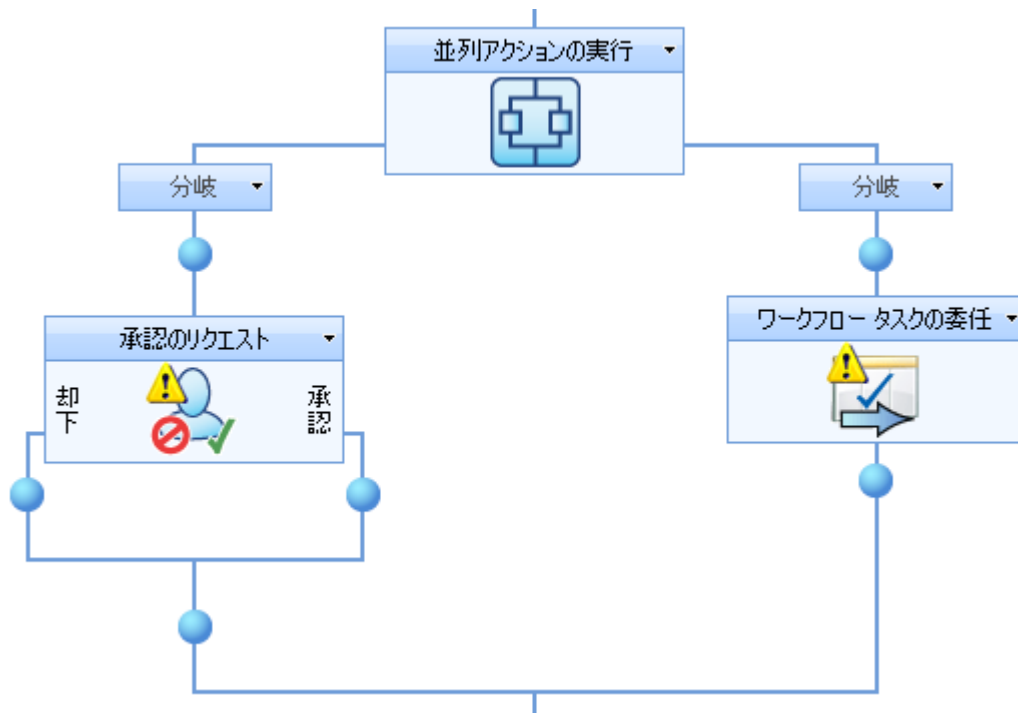 並列アクションの実行
分岐
分岐
承認のリクエスト
却下
承認
ワークフロー タスクの委任